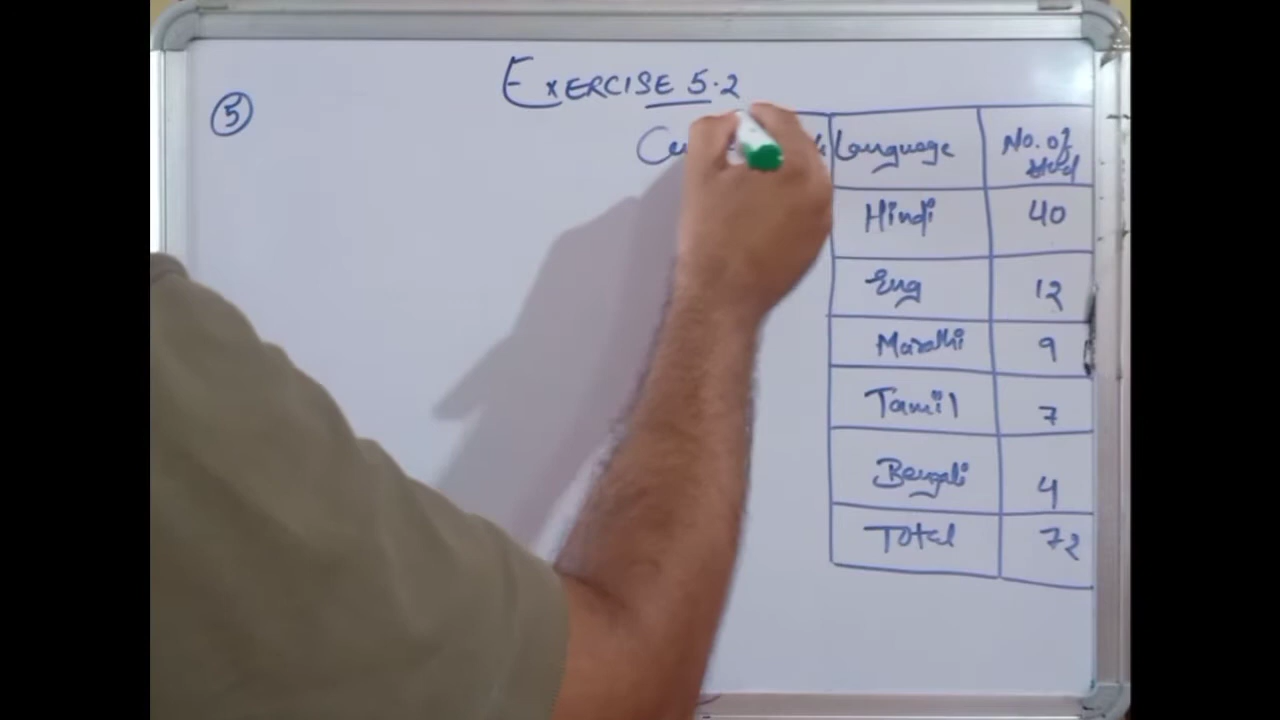 EXERCISE 5.2
5
Language No. of Stud
Hindi 40
Eng 12
Marathi 9
Tamil 7
Bengali 4
Total 72